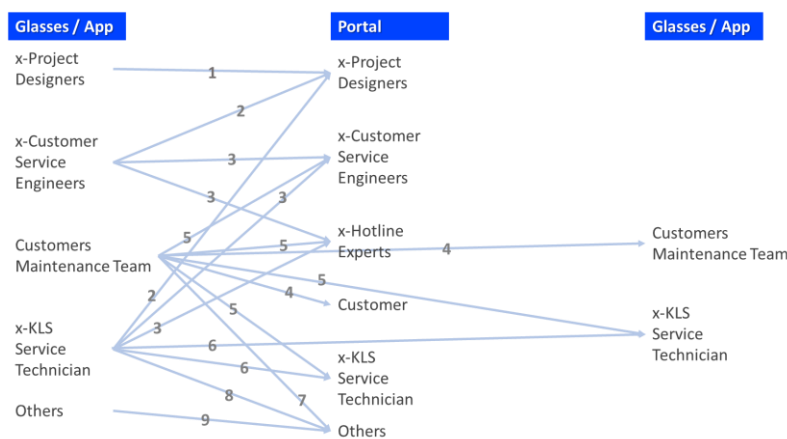 Glasses / App
Portal
Glasses / App
x-Project
Designers
x-Customer
Service
Engineers
Customers
Maintenance Team
x-KLS
Service
Technician
Others
1
2
3
3
3
5
5
4
5
2
4
5
3
6
6
8
7
9
x-Project
Designers
x-Customer
Service
Engineers
x-Hotline
Experts
Customer
x-KLS
Service
Technician
Others
Customers
Maintenance Team
x-KLS
Service
Technician